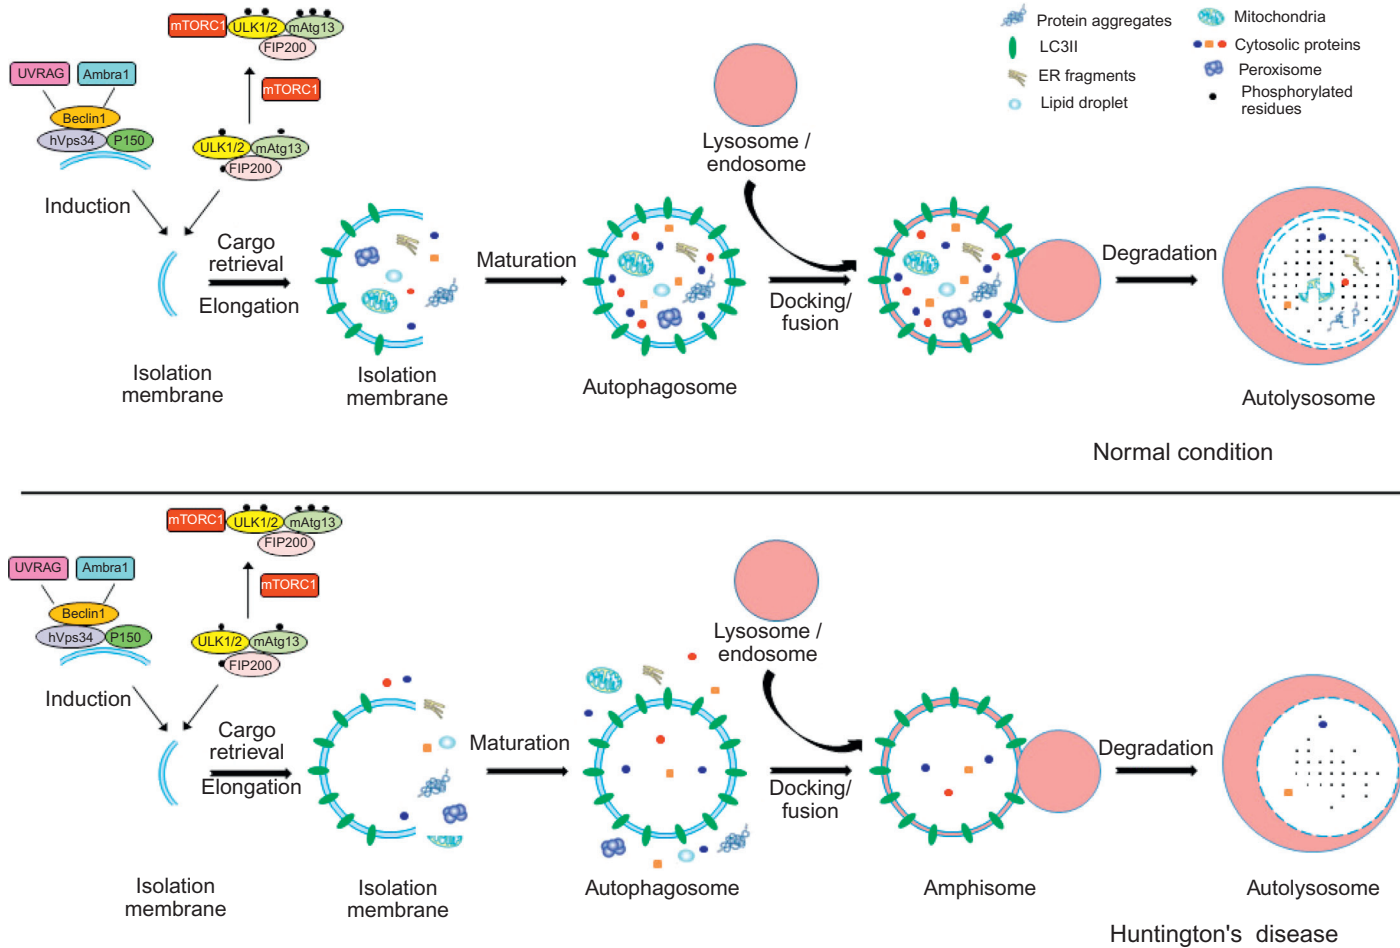 mTORC1 ULK1/2 mAtg13
FIP200
UVRAG Ambra1
mTORC1
Beclin1
hVps34 P150
ULK1/2 mAtg13
FIP200
Induction
Cargo
retrieval
Elongation
Isolation
membrane
Isolation
membrane
Maturation
Autophagosome
Lysosome /
endosome
Docking/
fusion
Degradation
Autolysosome
Protein aggregates
LC3II
ER fragments
Lipid droplet
Mitochondria
Cytosolic proteins
Peroxisome
Phosphorylated
residues
Normal condition
mTORC1 ULK1/2 mAtg13
FIP200
UVRAG Ambra1
mTORC1
Beclin1
hVps34 P150
ULK1/2 mAtg13
FIP200
Induction
Cargo
retrieval
Elongation
Isolation
membrane
Isolation
membrane
Maturation
Autophagosome
Lysosome /
endosome
Docking/
fusion
Amphisome
Degradation
Autolysosome
Huntington's disease